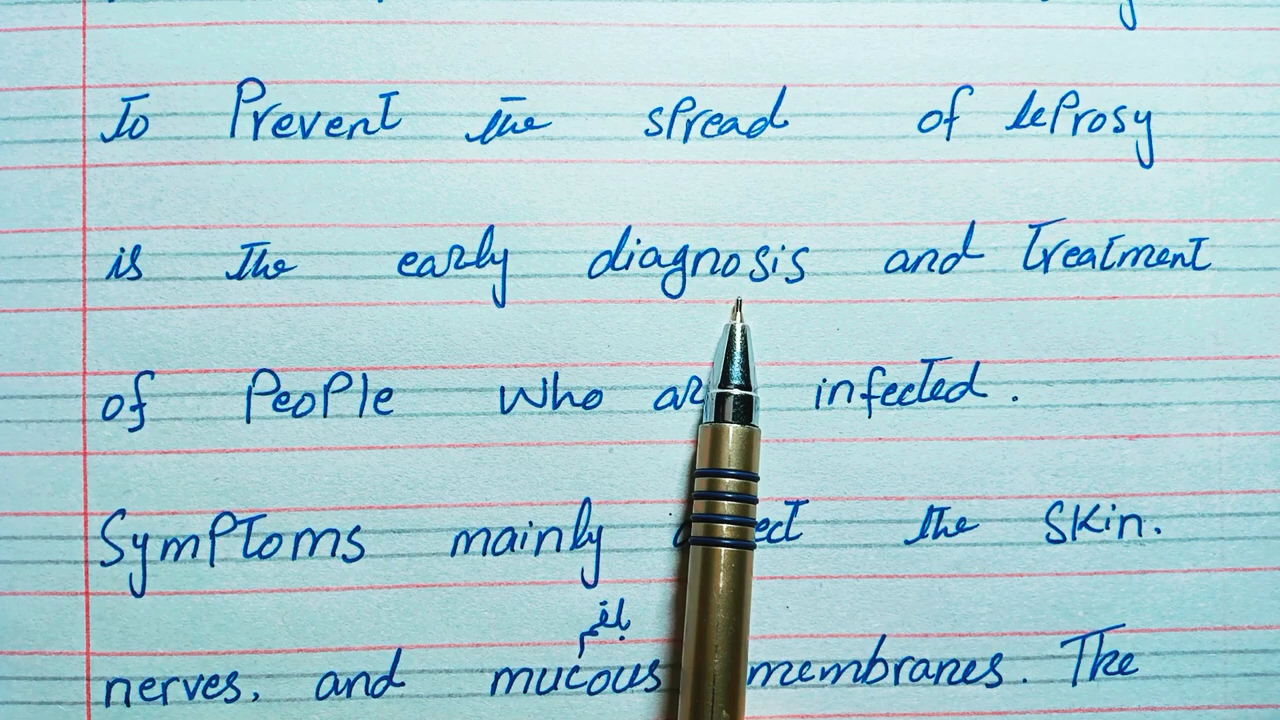 To Prevent the spread of leprosy
is the early diagnosis and treatment
of People who infected.
Symptoms mainly the skin.
بلغم
nerves, and mucous membranes. The